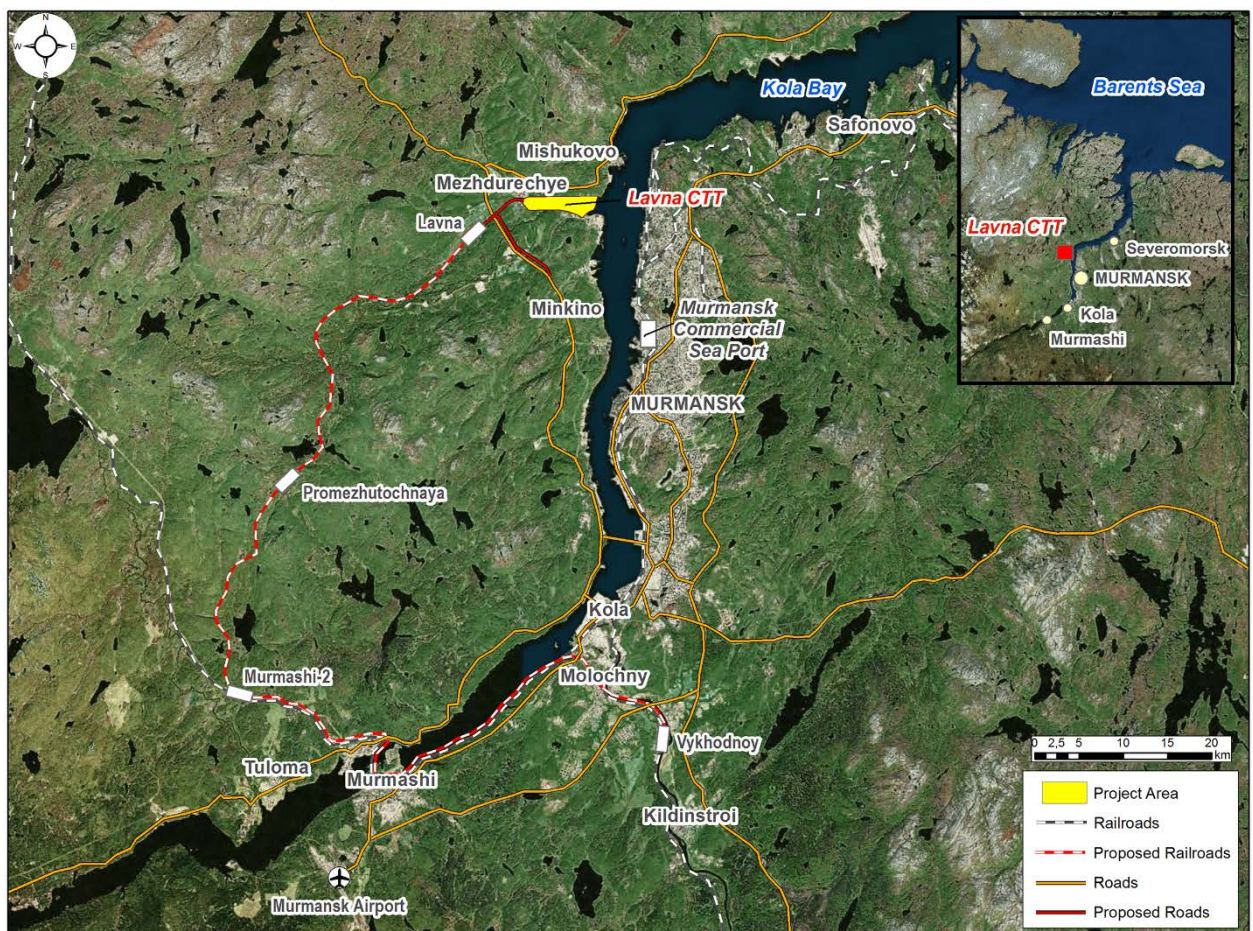 N
W
E
S
Kola Bay
Safonovo
Mishukovo
Mezhdurechye
Lavna CTT
Lavna
Minkino
Murmansk
Commercial
Sea Port
MURMANSK
Promezhutochnaya
Kola
Molochny
Murmashi-2
Vykhodnoy
Tuloma
Murmashi
Kildinstroi
Murmansk Airport
Barents Sea
Lavna CTT
Severomorsk
MURMANSK
Kola
Murmashi
0 2,5 5 10 15 20
km
Project Area
Railroads
Proposed Railroads
Roads
Proposed Roads